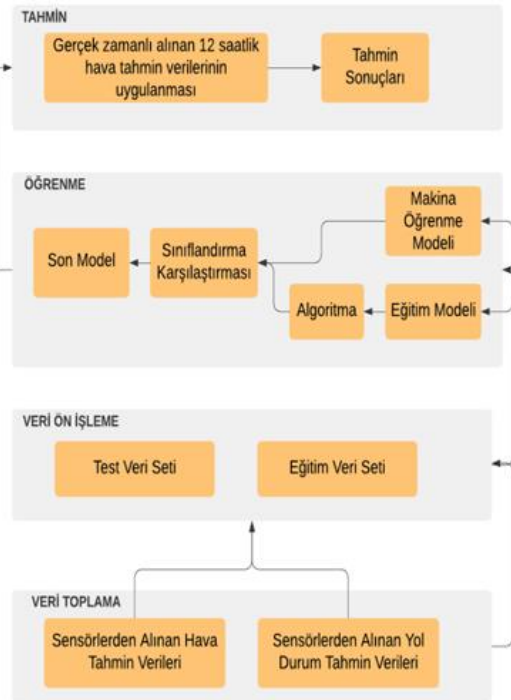 TAHMİN
Gerçek zamanlı alınan 12 saatlik
hava tahmin verilerinin
uygulanması
Tahmin
Sonuçları
ÖĞRENME
Makina
Öğrenme
Modeli
Son Model
Sınıflandırma
Karşılaştırması
Algoritma
Eğitim Modeli
VERİ ÖN İŞLEME
Test Veri Seti
Eğitim Veri Seti
VERİ TOPLAMA
Sensörlerden Alınan Hava
Tahmin Verileri
Sensörlerden Alınan Yol
Durum Tahmin Verileri